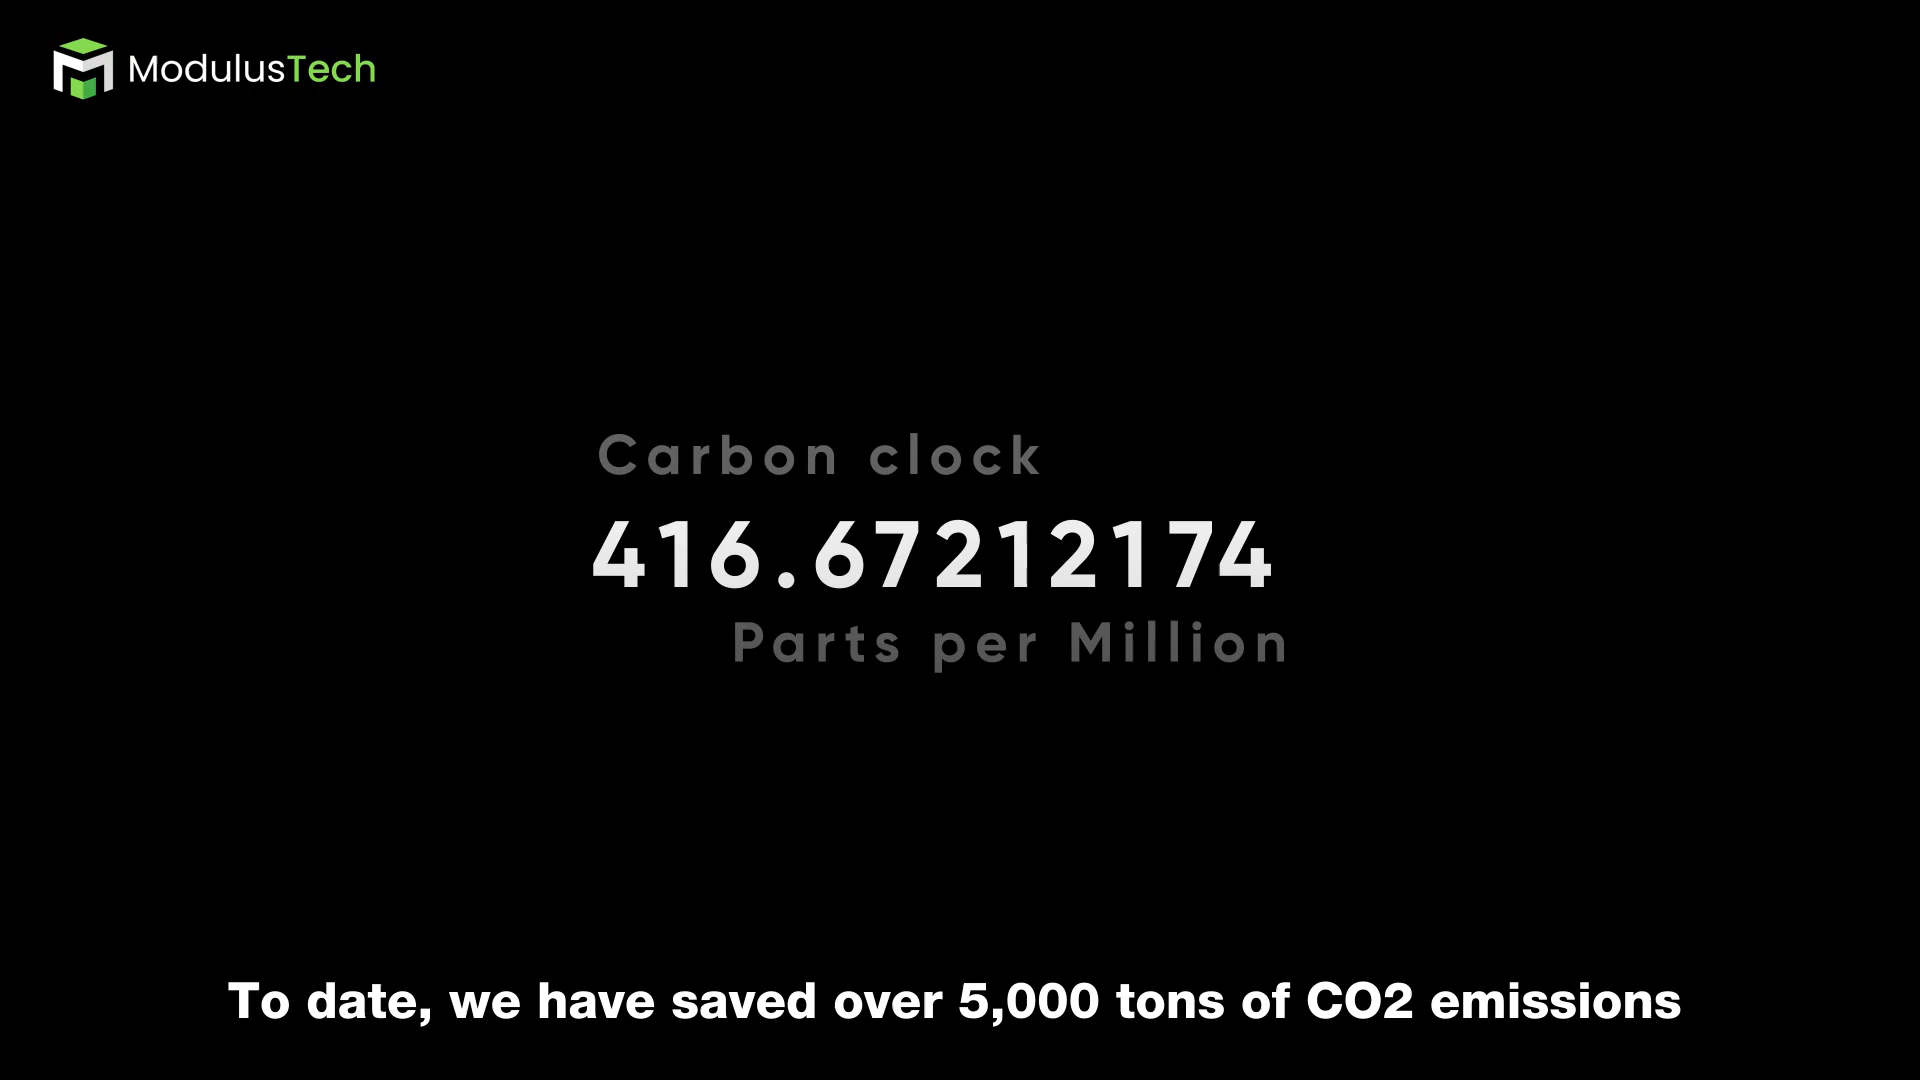 ModulusTech
Carbon clock
416.67212174
Parts per Million
To date, we have saved over 5,000 tons of CO2 emissions